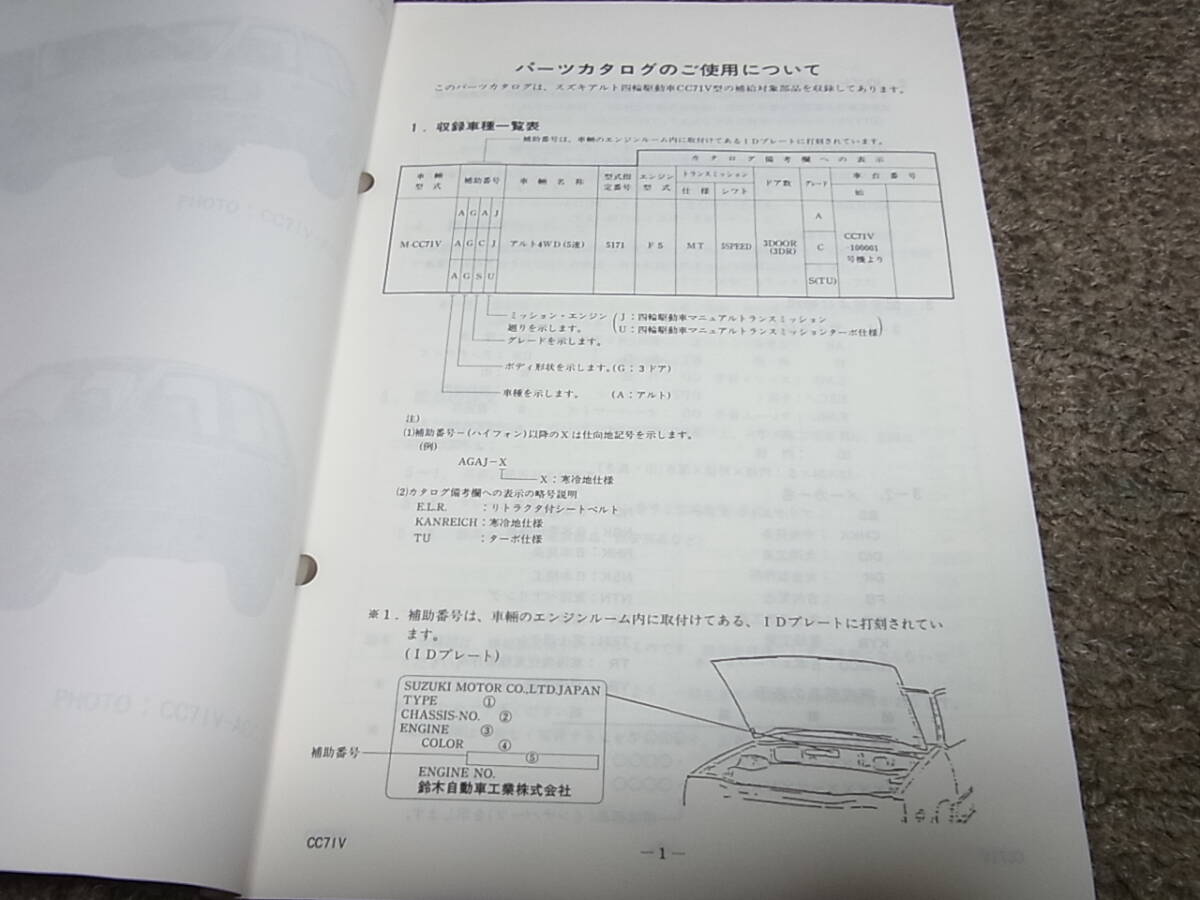 パーツカタログのご使用について
このパーツカタログは、スズキアルト四輪駆動車CC71V型の補給対象部品を収録してあります。
1. 収録車種一覧表
補助番号は、車輛のエンジンルーム内に取付けてあるIDプレートに打刻されています。
カタログ備考欄への表示
車輛型式 補助番号 車輛名称 型式指定番号 エンジン型式 トランスミッション 仕様 シフト ドア数 グレード 車台番号 始
A G A J A
M-CC71V A G C J アルト4WD(5速) 5171 F5 MT 5SPEED 3DOOR (3DR) C CC71V -100001 号機より
A G S U S(TU)
ミッション・エンジン廻りを示します。
J:四輪駆動車マニュアルトランスミッション
U:四輪駆動車マニュアルトランスミッションターボ仕様
グレードを示します。
ボディ形状を示します。(G:3ドア)
車種を示します。 (A:アルト)
注)
(1)補助番号-(ハイフォン)以降のXは仕向地記号を示します。
(例)
AGAJ-X
X:寒冷地仕様
(2)カタログ備考欄への表示の略号説明
E.L.R. :リトラクタ付シートベルト
KANREICH:寒冷地仕様
TU :ターボ仕様
※1. 補助番号は、車輛のエンジンルーム内に取付けてある、IDプレートに打刻されてい
ます。
(IDプレート)
SUZUKI MOTOR CO.,LTD.JAPAN
TYPE ①
CHASSIS-NO. ②
ENGINE ③
COLOR ④
補助番号 ⑤
ENGINE NO.
鈴木自動車工業株式会社
CC71V
-1-